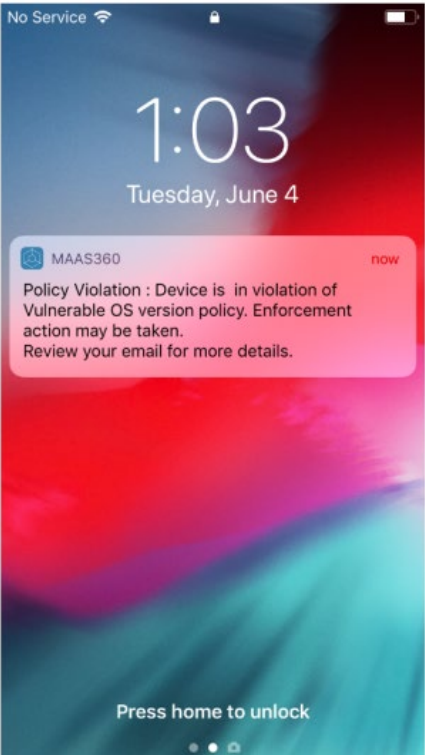 No Service
1:03
Tuesday, June 4
MAAS360 now
Policy Violation : Device is  in violation of
Vulnerable OS version policy. Enforcement
action may be taken.
Review your email for more details.
Press home to unlock